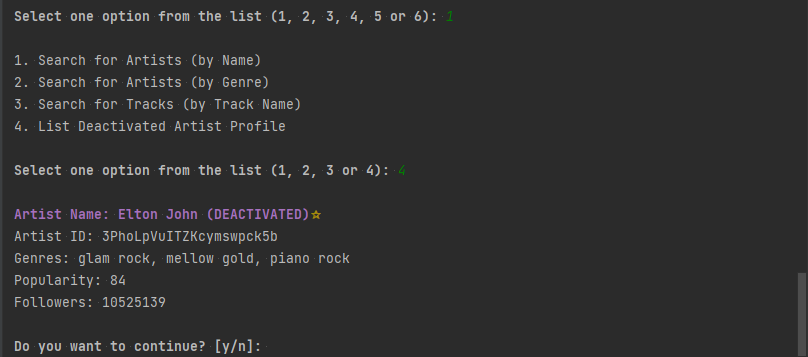 Select one option from the list (1, 2, 3, 4, 5 or 6): 1
1. Search for Artists (by Name)
2. Search for Artists (by Genre)
3. Search for Tracks (by Track Name)
4. List Deactivated Artist Profile
Select one option from the list (1, 2, 3 or 4): 4
Artist Name: Elton John (DEACTIVATED)☆
Artist ID: 3PhoLpVuITZKcymswpck5b
Genres: glam rock, mellow gold, piano rock
Popularity: 84
Followers: 10525139
Do you want to continue? [y/n]: